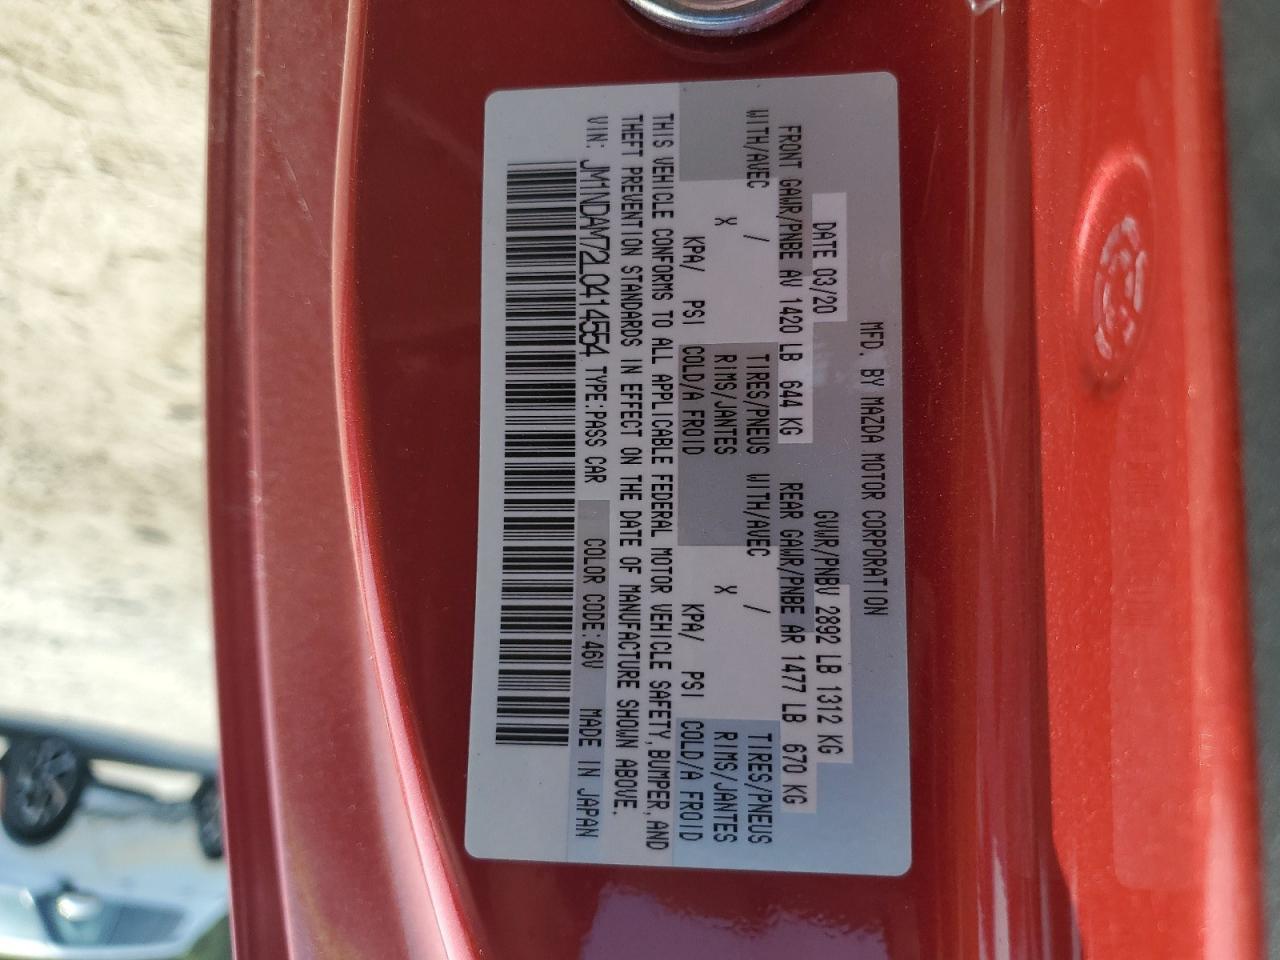 MFD. BY MAZDA MOTOR CORPORATION
DATE 03/20 GVWR/PNBV 2892 LB 1312 KG
FRONT GAWR/PNBE AV 1420 LB 644 KG REAR GAWR/PNBE AR 1477 LB 670 KG
WITH/AVEC / TIRES/PNEUS WITH/AVEC / TIRES/PNEUS
X RIMS/JANTES X RIMS/JANTES
KPA/ PSI COLD/A FROID KPA/ PSI COLD/A FROID
THIS VEHICLE CONFORMS TO ALL APPLICABLE FEDERAL MOTOR VEHICLE SAFETY, BUMPER, AND
THEFT PREVENTION STANDARDS IN EFFECT ON THE DATE OF MANUFACTURE SHOWN ABOVE.
VIN: JM1NDAM72L0414554 TYPE:PASS CAR COLOR CODE:46V MADE IN JAPAN